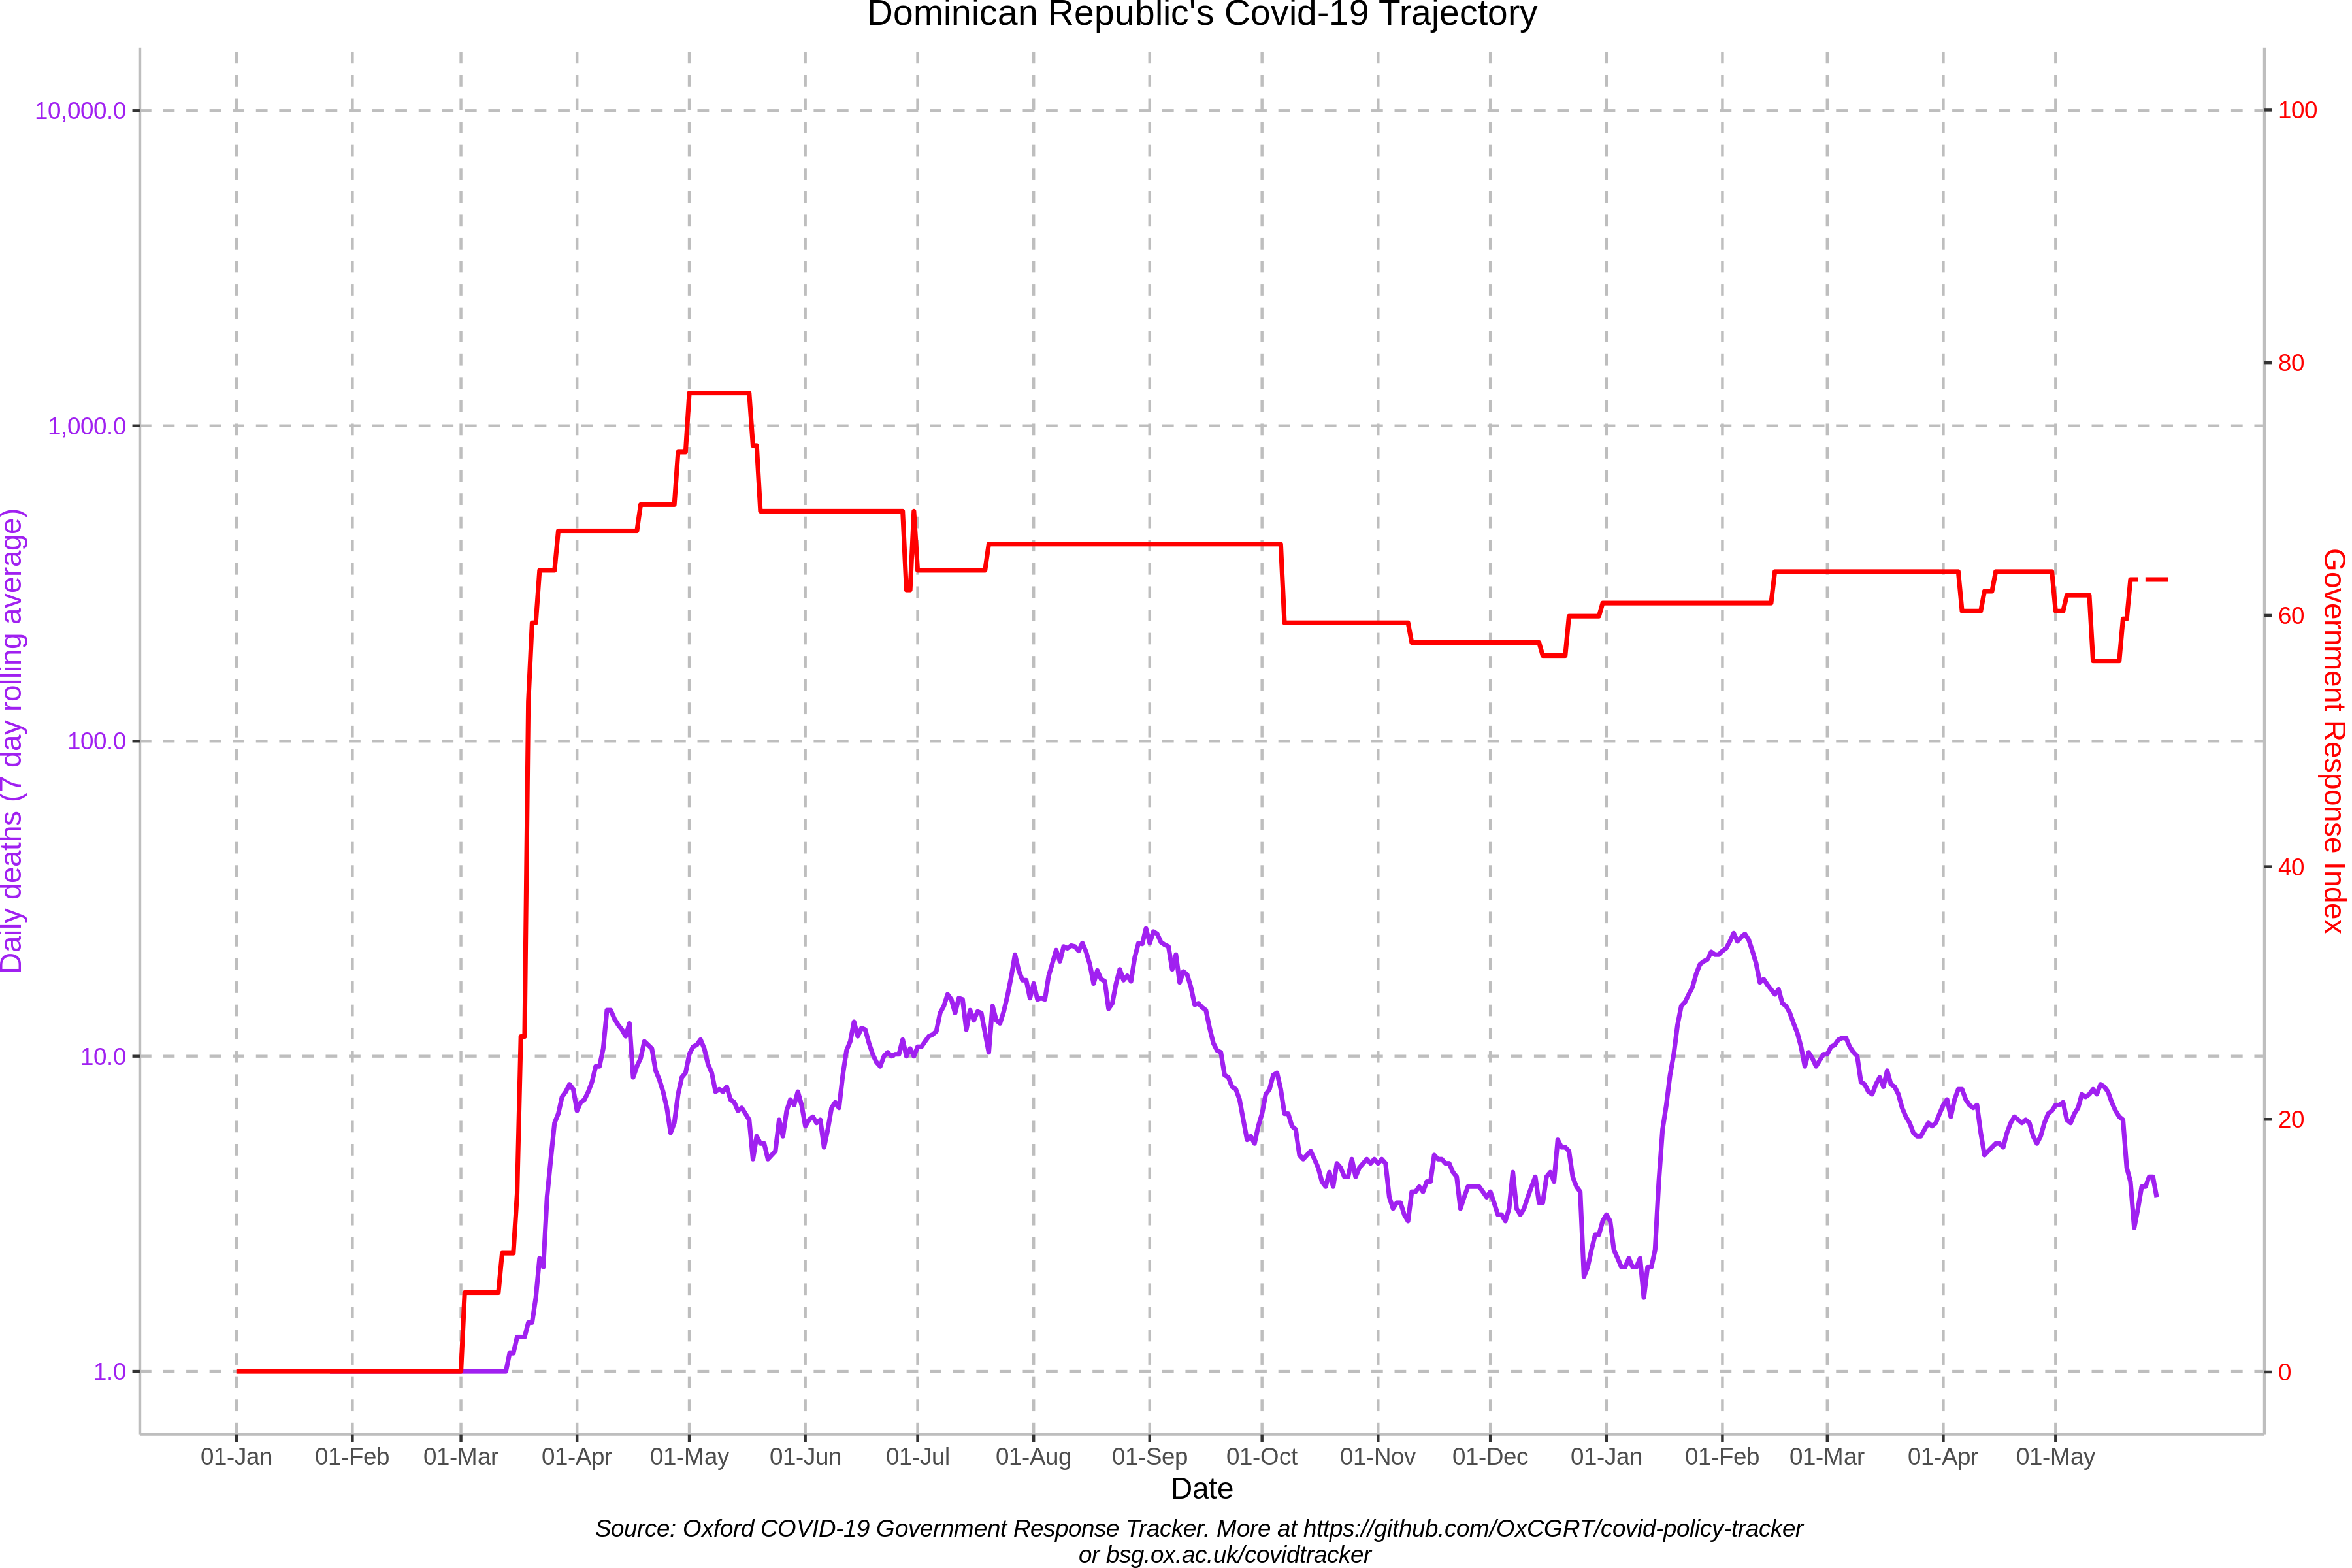 Dominican Republic's Covid-19 Trajectory
10,000.0
1,000.0
100.0
10.0
1.0
Daily deaths (7 day rolling average)
100
80
60
40
20
0
Government Response Index
01-Jan 01-Feb 01-Mar 01-Apr 01-May 01-Jun 01-Jul 01-Aug 01-Sep 01-Oct 01-Nov 01-Dec 01-Jan 01-Feb 01-Mar 01-Apr 01-May
Date
Source: Oxford COVID-19 Government Response Tracker. More at https://github.com/OxCGRT/covid-policy-tracker
or bsg.ox.ac.uk/covidtracker